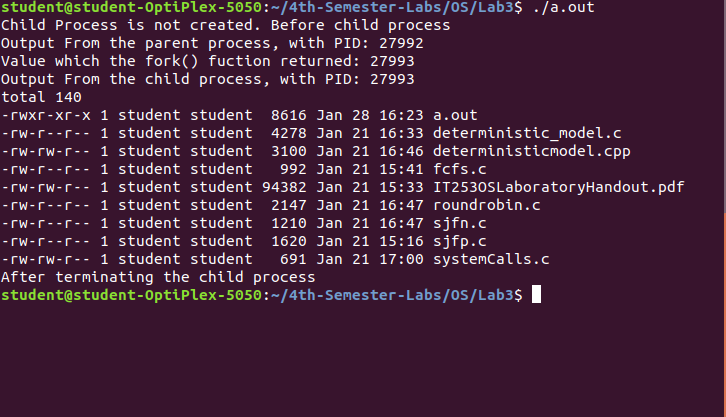 student@student-OptiPlex-5050:~/4th-Semester-Labs/OS/Lab3$ ./a.out
Child Process is not created. Before child process
Output From the parent process, with PID: 27992
Value which the fork() fuction returned: 27993
Output From the child process, with PID: 27993
total 140
-rwxr-xr-x 1 student student  8616 Jan 28 16:23 a.out
-rw-r--r-- 1 student student  4278 Jan 21 16:33 deterministic_model.c
-rw-rw-r-- 1 student student  3100 Jan 21 16:46 deterministicmodel.cpp
-rw-r--r-- 1 student student   992 Jan 21 15:41 fcfs.c
-rw-rw-r-- 1 student student 94382 Jan 21 15:33 IT253OSLaboratoryHandout.pdf
-rw-r--r-- 1 student student  2147 Jan 21 16:47 roundrobin.c
-rw-r--r-- 1 student student  1210 Jan 21 16:47 sjfn.c
-rw-r--r-- 1 student student  1620 Jan 21 15:16 sjfp.c
-rw-rw-r-- 1 student student   691 Jan 21 17:00 systemCalls.c
After terminating the child process
student@student-OptiPlex-5050:~/4th-Semester-Labs/OS/Lab3$